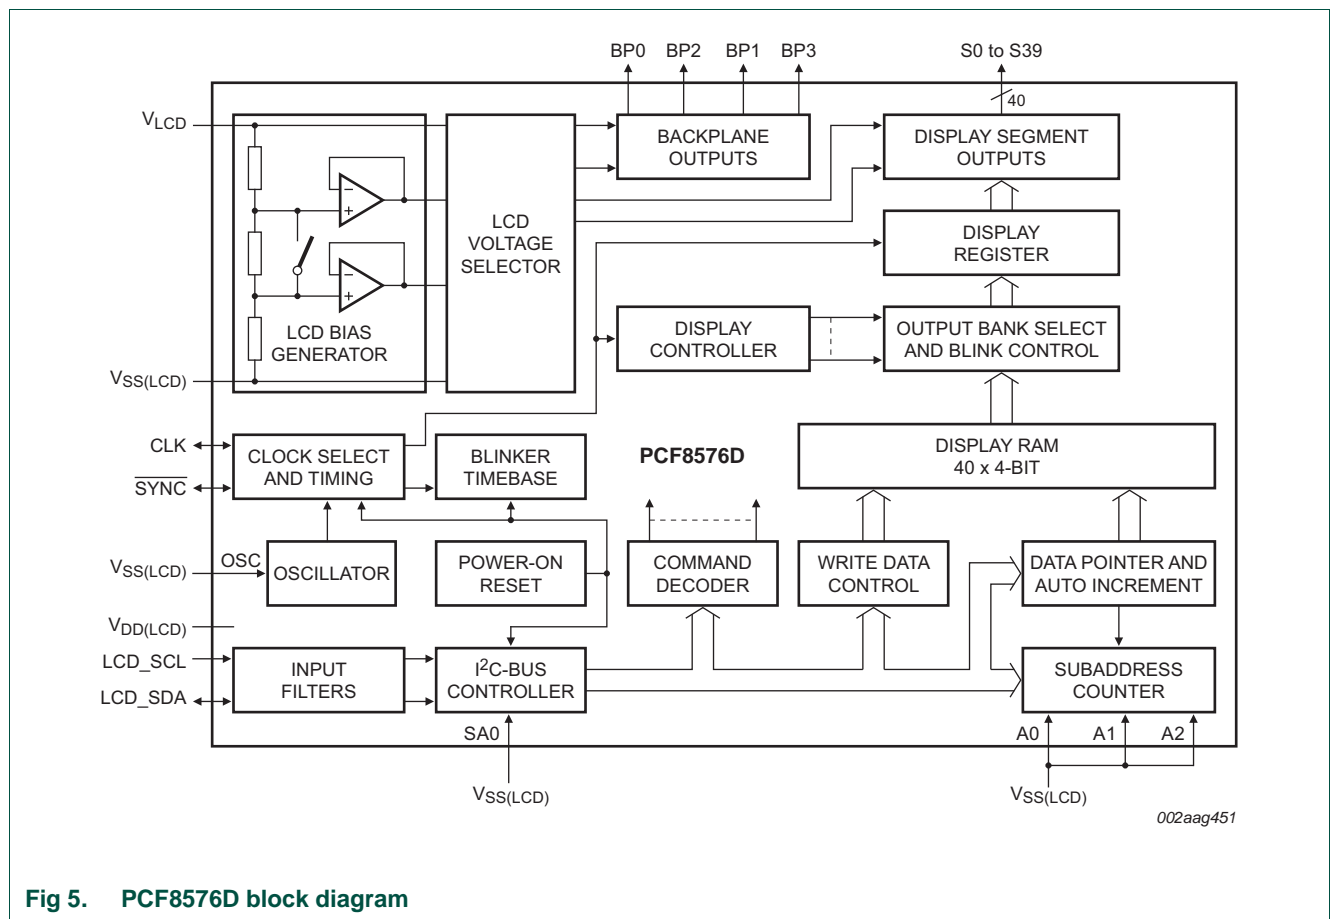 BP0 BP2 BP1 BP3 S0 to S39
40
VLCD
BACKPLANE
OUTPUTS
DISPLAY SEGMENT
OUTPUTS
LCD
VOLTAGE
SELECTOR
DISPLAY
REGISTER
LCD BIAS
GENERATOR
DISPLAY
CONTROLLER
OUTPUT BANK SELECT
AND BLINK CONTROL
VSS(LCD)
CLK
SYNC
CLOCK SELECT
AND TIMING
BLINKER
TIMEBASE
PCF8576D
DISPLAY RAM
40 x 4-BIT
VSS(LCD)
OSC
OSCILLATOR
POWER-ON
RESET
COMMAND
DECODER
WRITE DATA
CONTROL
DATA POINTER AND
AUTO INCREMENT
VDD(LCD)
LCD_SCL
LCD_SDA
INPUT
FILTERS
I2C-BUS
CONTROLLER
SUBADDRESS
COUNTER
SA0
A0 A1 A2
VSS(LCD)
VSS(LCD)
002aag451
Fig 5. PCF8576D block diagram